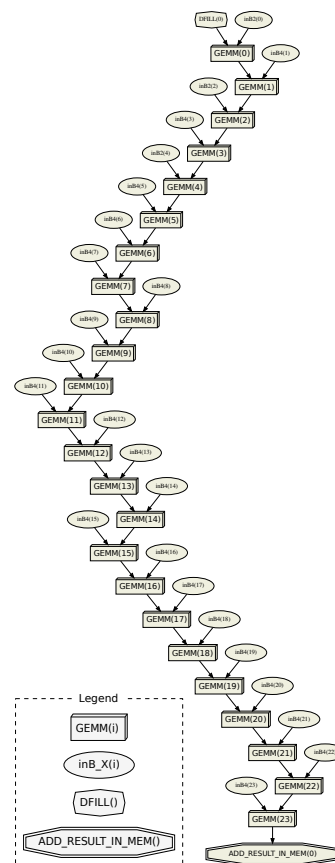 DFILL(0) inB2(0)
GEMM(0) inB4(1)
GEMM(1)
inB2(2)
GEMM(2)
inB4(3)
GEMM(3)
inB2(4)
GEMM(4)
inB4(5)
GEMM(5)
inB4(6)
GEMM(6)
inB4(7)
GEMM(7) inB4(8)
GEMM(8)
inB4(9)
GEMM(9)
inB4(10)
GEMM(10)
inB4(11)
GEMM(11) inB4(12)
GEMM(12) inB4(13)
GEMM(13) inB4(14)
GEMM(14)
inB4(15)
GEMM(15) inB4(16)
GEMM(16) inB4(17)
GEMM(17) inB4(18)
GEMM(18) inB4(19)
GEMM(19) inB4(20)
GEMM(20) inB4(21)
GEMM(21) inB4(22)
GEMM(22)
inB4(23)
GEMM(23)
ADD_RESULT_IN_MEM(0)
Legend
GEMM(i)
inB_X(i)
DFILL()
ADD_RESULT_IN_MEM()